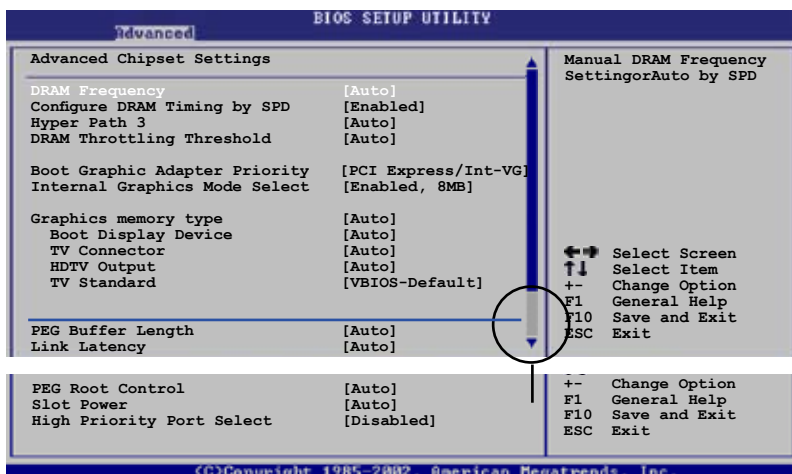 BIOS SETUP UTILITY
Advanced
Advanced Chipset Settings
DRAM Frequency [Auto]
Configure DRAM Timing by SPD [Enabled]
Hyper Path 3 [Auto]
DRAM Throttling Threshold [Auto]
Boot Graphic Adapter Priority [PCI Express/Int-VG]
Internal Graphics Mode Select [Enabled, 8MB]
Graphics memory type [Auto]
Boot Display Device [Auto]
TV Connector [Auto]
HDTV Output [Auto]
TV Standard [VBIOS-Default]
PEG Buffer Length [Auto]
Link Latency [Auto]
Manual DRAM Frequency
SettingorAuto by SPD
Select Screen
Select Item
+- Change Option
F1 General Help
F10 Save and Exit
ESC Exit
PEG Root Control [Auto]
Slot Power [Auto]
High Priority Port Select [Disabled]
+- Change Option
F1 General Help
F10 Save and Exit
ESC Exit
(C)Copyright 1985-2002, American Megatrends, Inc.